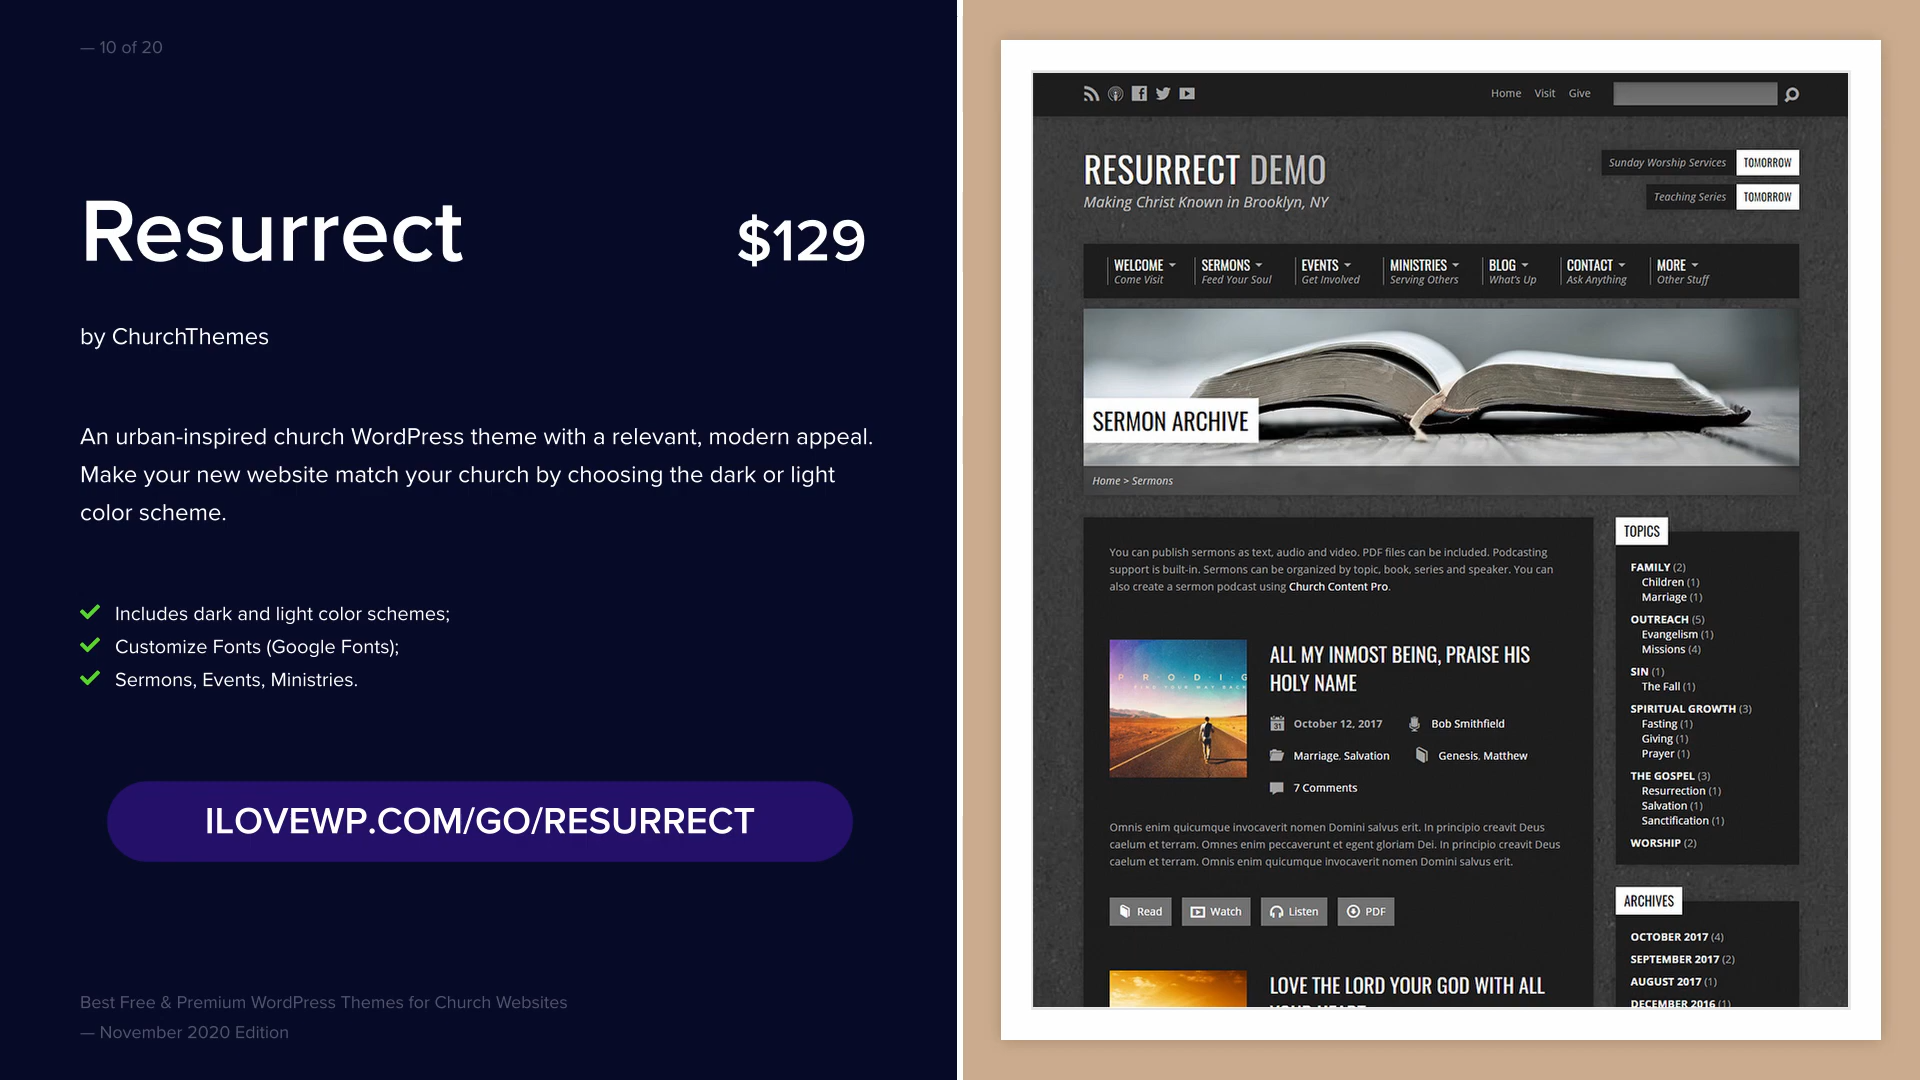 — 10 of 20
Resurrect
$129
by ChurchThemes
An urban-inspired church WordPress theme with a relevant, modern appeal.
Make your new website match your church by choosing the dark or light
color scheme.
Includes dark and light color schemes;
Customize Fonts (Google Fonts);
Sermons, Events, Ministries.
ILOVEWP.COM/GO/RESURRECT
Best Free & Premium WordPress Themes for Church Websites
— November 2020 Edition
Home Visit Give
RESURRECT DEMO
Making Christ Known in Brooklyn, NY
Sunday Worship Services TOMORROW
Teaching Series TOMORROW
WELCOME SERMONS EVENTS MINISTRIES BLOG CONTACT MORE
Come Visit Feed Your Soul Get Involved Serving Others What's Up Ask Anything Other Stuff
SERMON ARCHIVE
Home > Sermons
You can publish sermons as text, audio and video. PDF files can be included. Podcasting
support is built-in. Sermons can be organized by topic, book, series and speaker. You can
also create a sermon podcast using Church Content Pro.
PRODIG
FIND YOUR WAY BACK
ALL MY INMOST BEING, PRAISE HIS
HOLY NAME
31
October 12, 2017 Bob Smithfield
Marriage, Salvation Genesis, Matthew
7 Comments
Omnis enim quicumque invocaverit nomen Domini salvus erit. In principio creavit Deus
caelum et terram. Omnes enim peccaverunt et egent gloriam Dei. In principio creavit Deus
caelum et terram. Omnis enim quicumque invocaverit nomen Domini salvus erit.
Read Watch Listen PDF
LOVE THE LORD YOUR GOD WITH ALL
YOUR HEART
TOPICS
FAMILY (2)
Children (1)
Marriage (1)
OUTREACH (5)
Evangelism (1)
Missions (4)
SIN (1)
The Fall (1)
SPIRITUAL GROWTH (3)
Fasting (1)
Giving (1)
Prayer (1)
THE GOSPEL (3)
Resurrection (1)
Salvation (1)
Sanctification (1)
WORSHIP (2)
ARCHIVES
OCTOBER 2017 (4)
SEPTEMBER 2017 (2)
AUGUST 2017 (1)
DECEMBER 2016 (1)